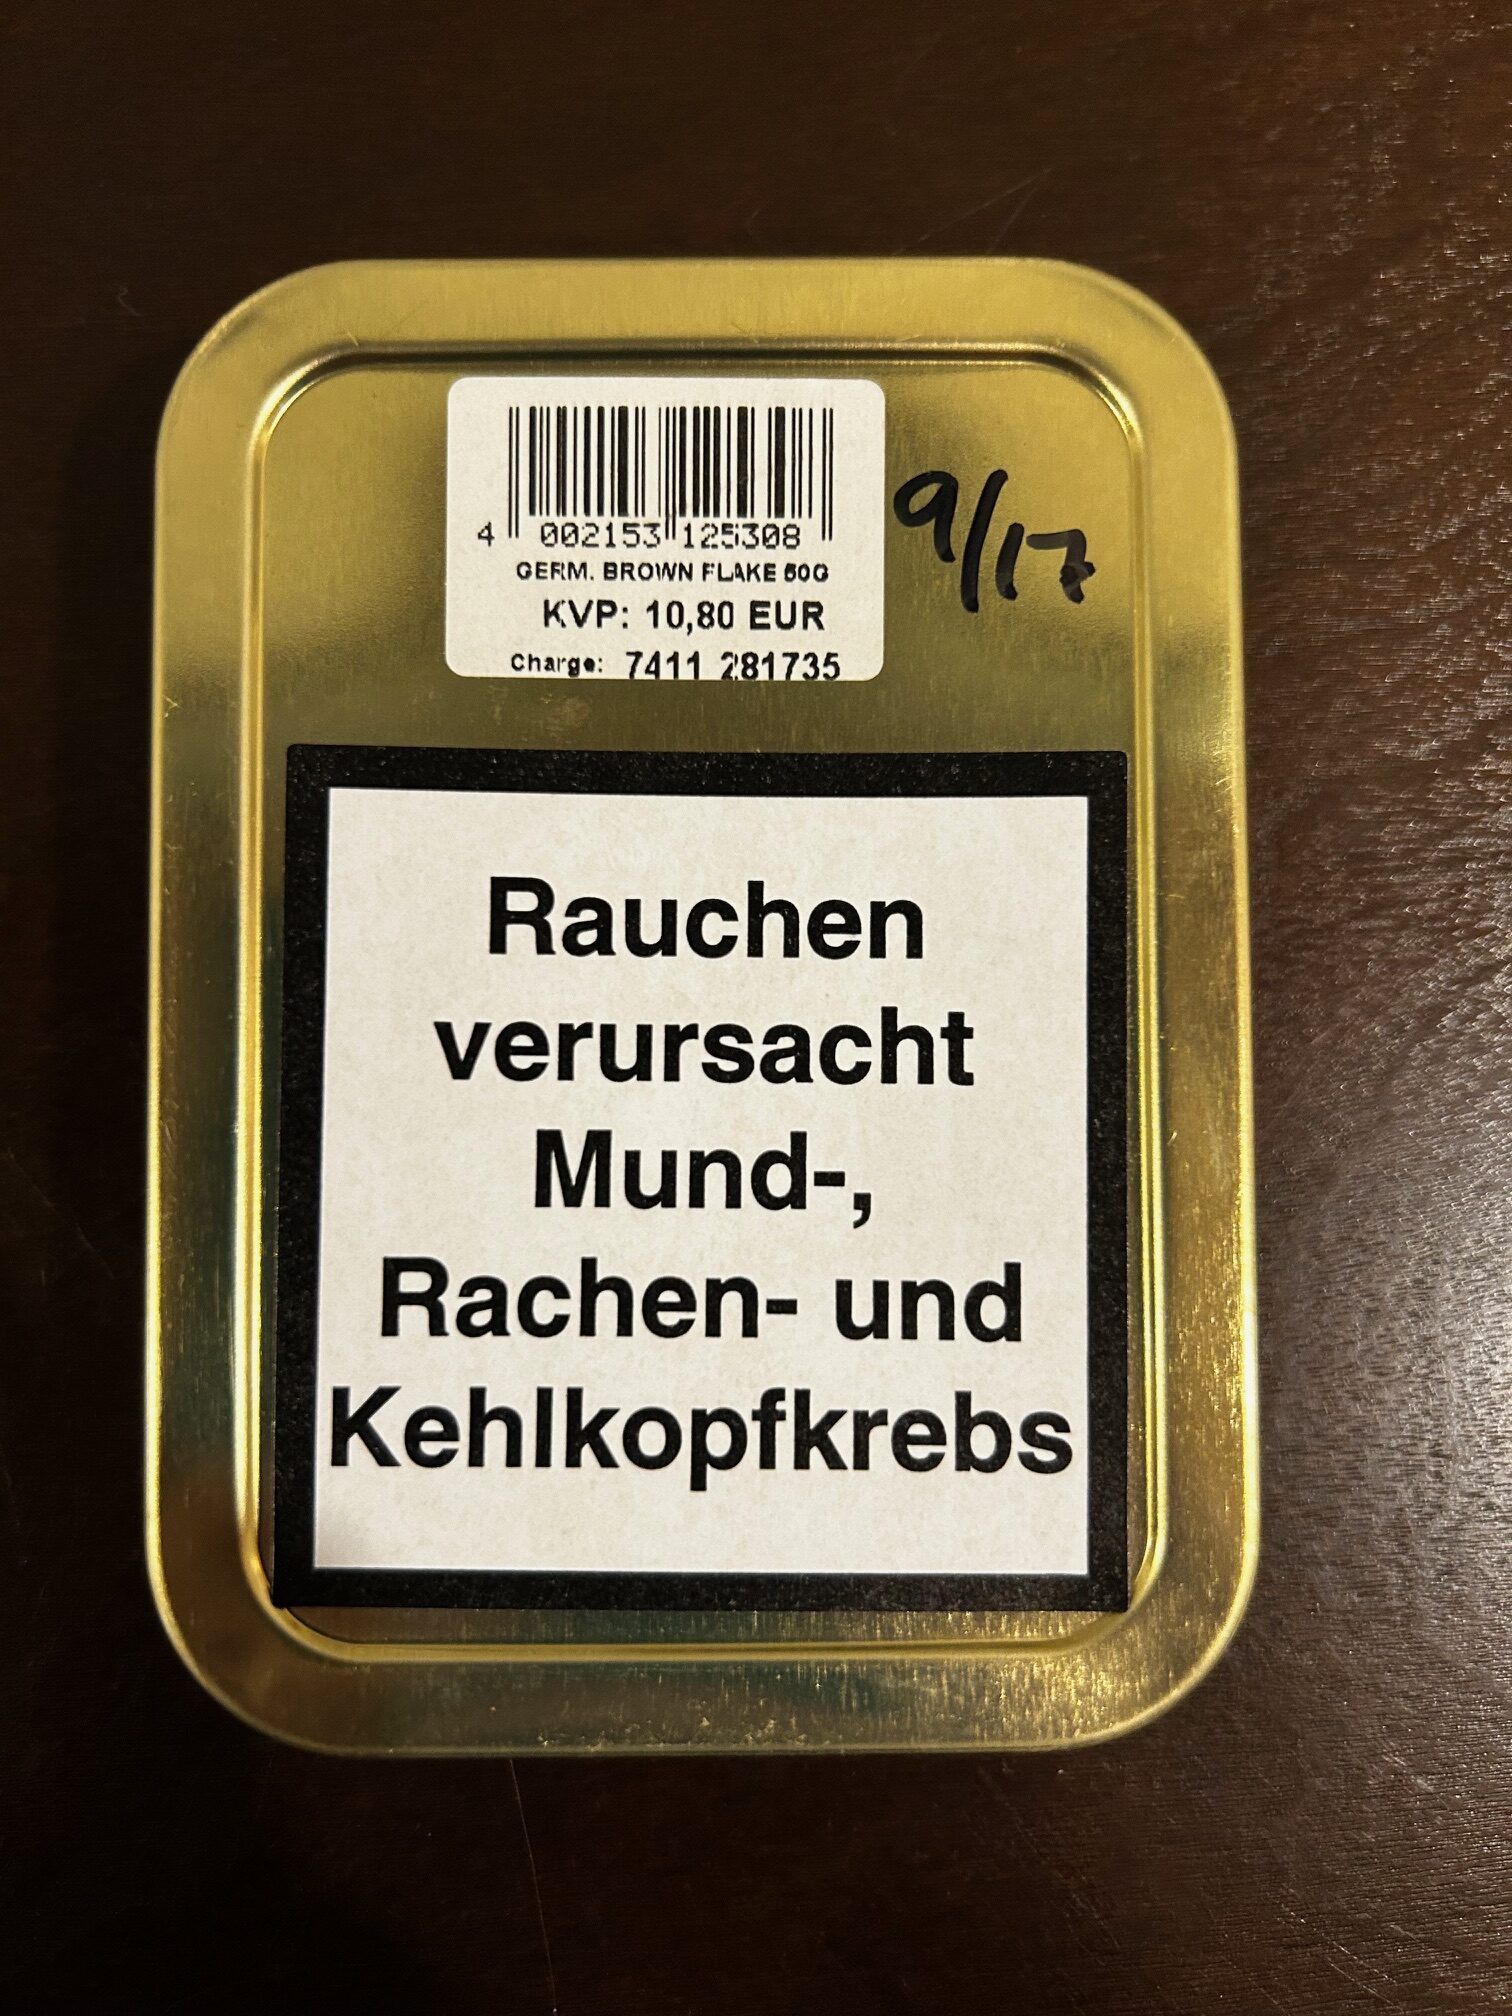 4 002153 125308
9/17
GERM. BROWN FLAKE 50G
KVP: 10,80 EUR
Charge: 7411 281735
Rauchen
verursacht
Mund-,
Rachen- und
Kehlkopfkrebs